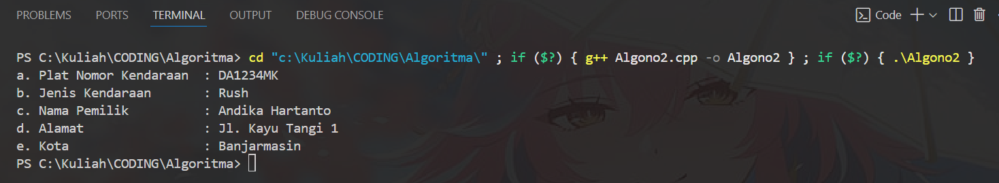 PROBLEMS PORTS TERMINAL OUTPUT DEBUG CONSOLE Code
PS C:\Kuliah\CODING\Algoritma> cd "c:\Kuliah\CODING\Algoritma\" ; if ($?) { g++ Algono2.cpp -o Algono2 } ; if ($?) { .\Algono2 }
a. Plat Nomor Kendaraan  : DA1234MK
b. Jenis Kendaraan       : Rush
c. Nama Pemilik          : Andika Hartanto
d. Alamat                : Jl. Kayu Tangi 1
e. Kota                  : Banjarmasin
PS C:\Kuliah\CODING\Algoritma>